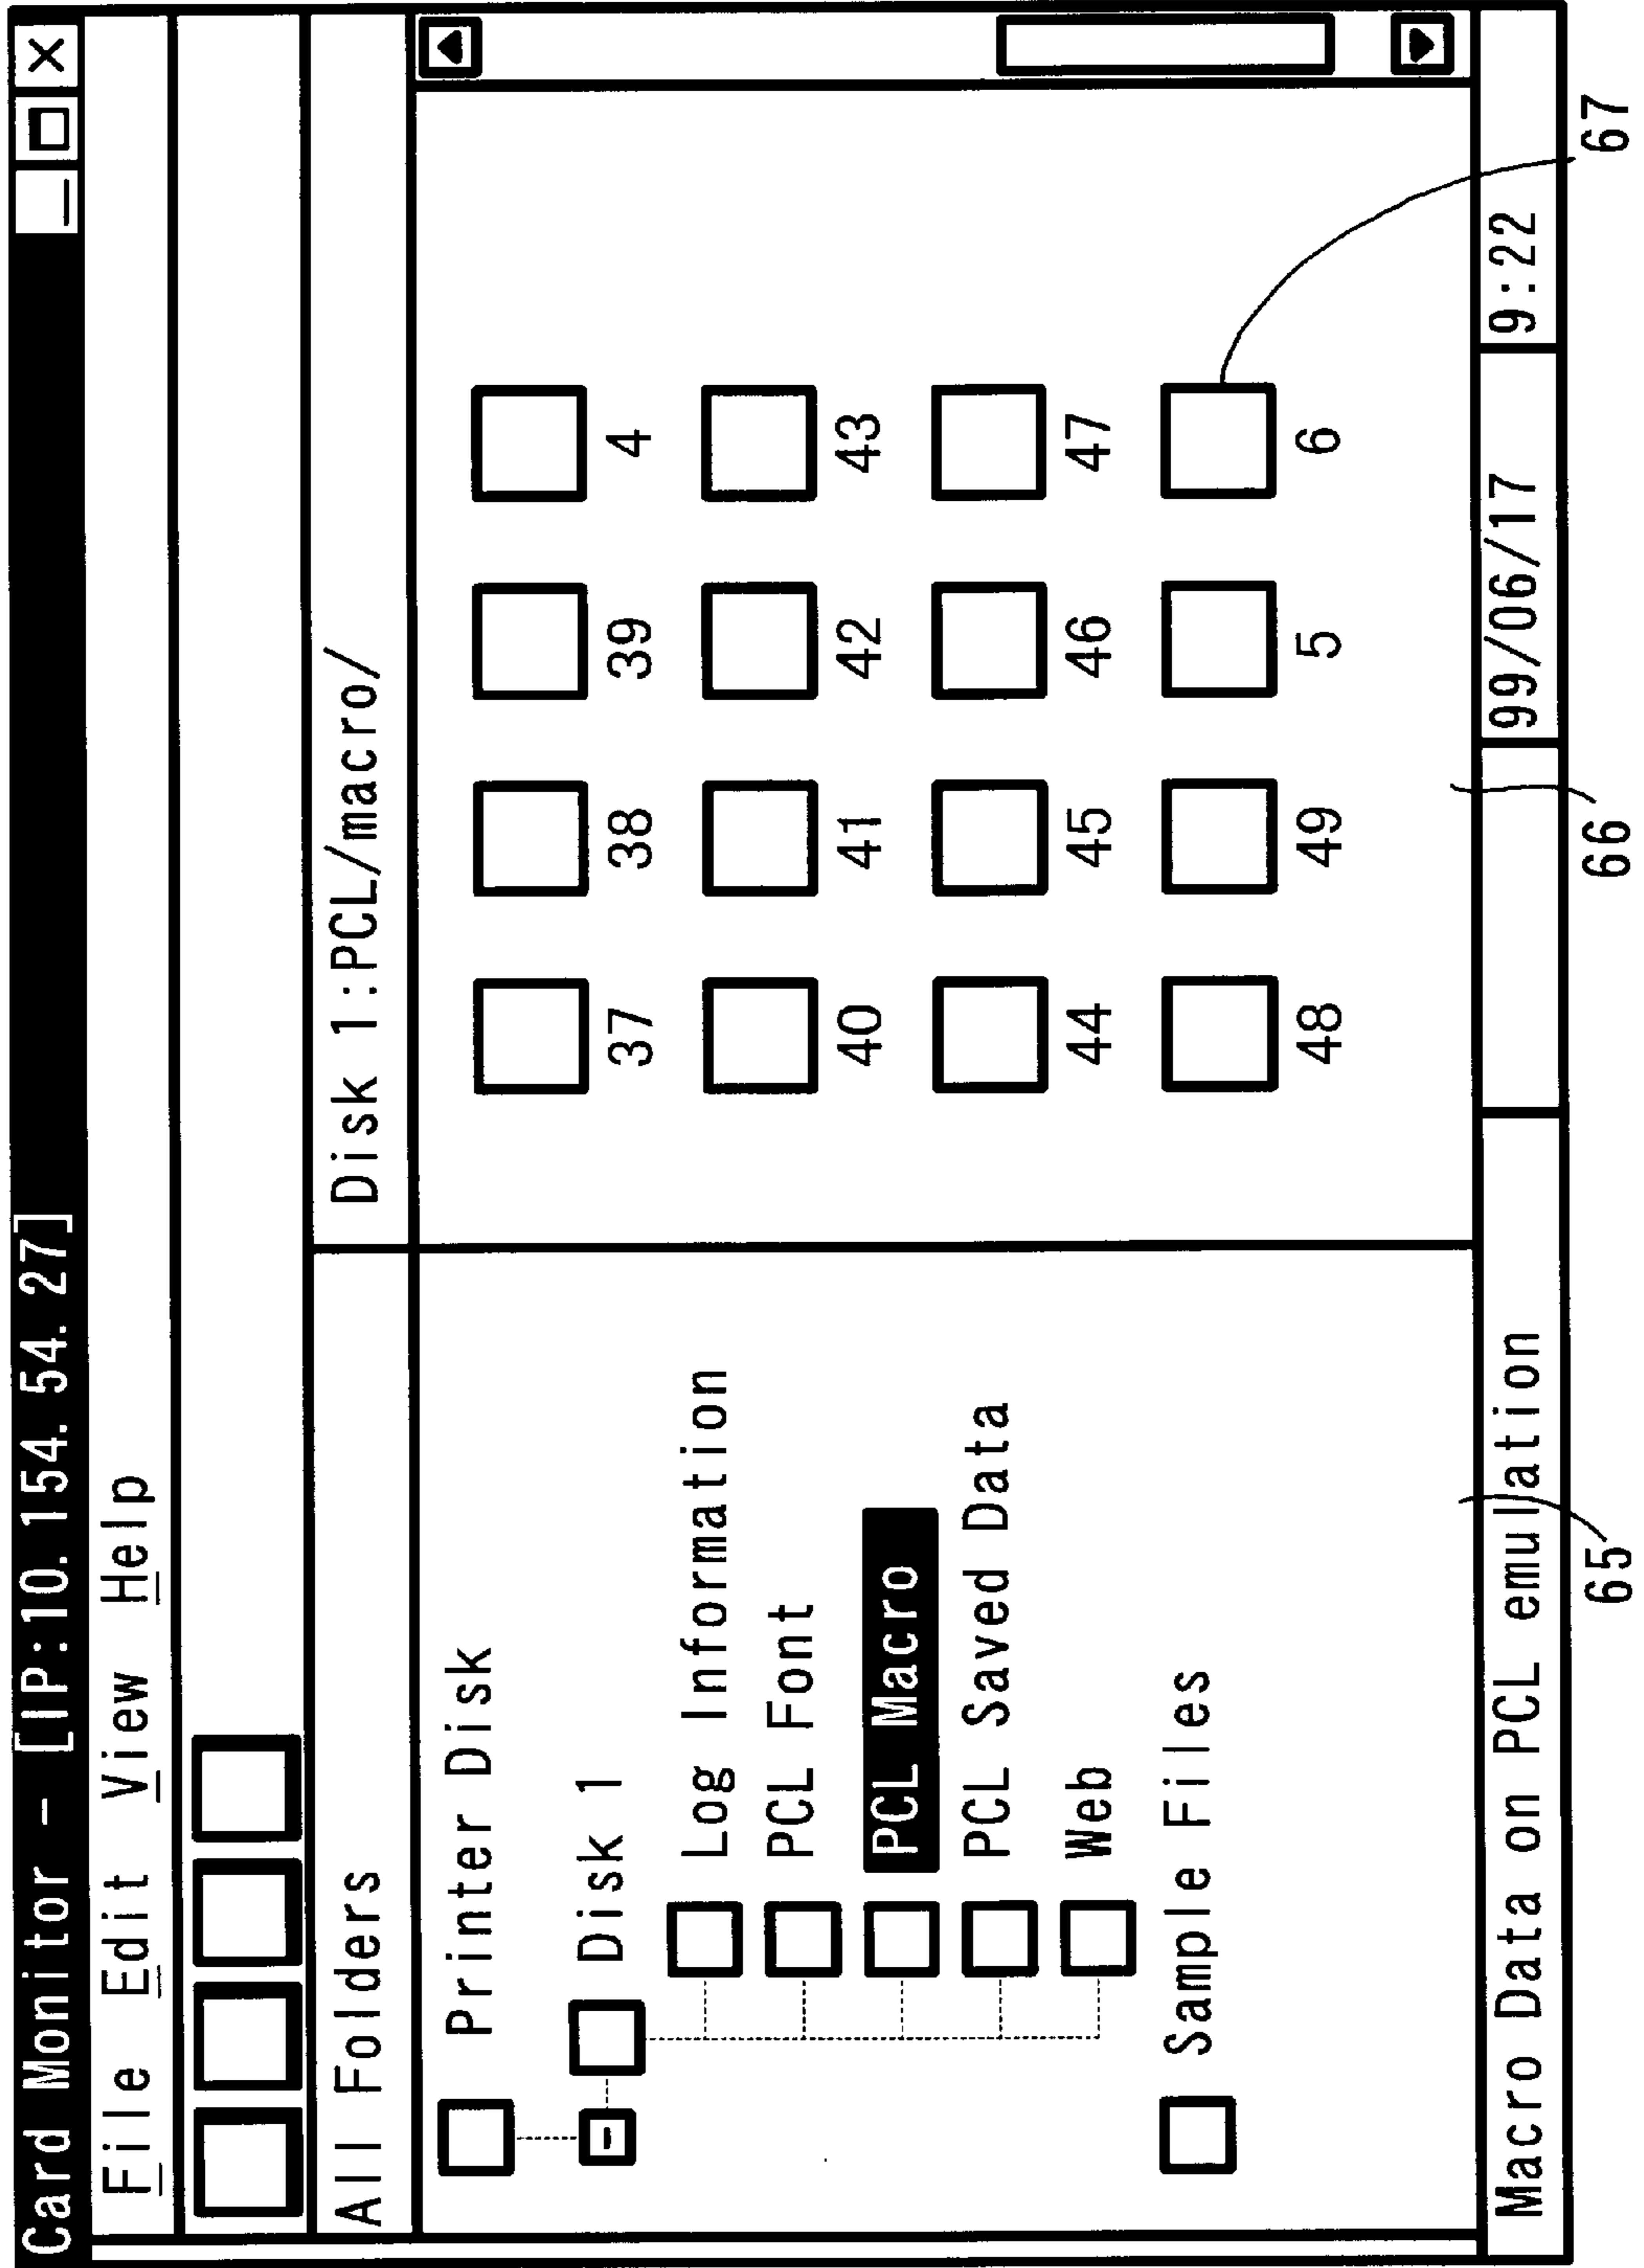 Card Monitor - [IP:10.154.54.27]
File Edit View Help
All Folders
Disk 1:PCL/macro/
Printer Disk
Disk 1
Log Information
PCL Font
PCL Macro
PCL Saved Data
Web
Sample Files
37 38 39 4
40 41 42 43
44 45 46 47
48 49 5 6
Macro Data on PCL emulation
99/06/17
9:22
65
66
67